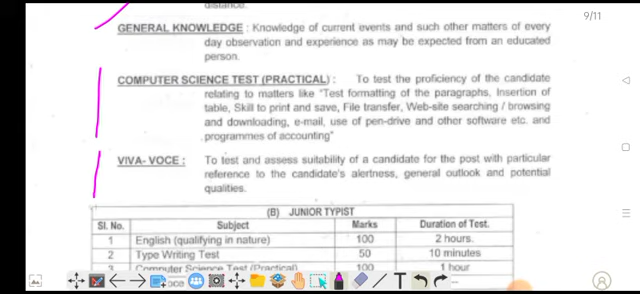 distance.
9/11
GENERAL KNOWLEDGE : Knowledge of current events and such other matters of every
day observation and experience as may be expected from an educated
person.
COMPUTER SCIENCE TEST (PRACTICAL) : To test the proficiency of the candidate
relating to matters like "Test formatting of the paragraphs, Insertion of
table, Skill to print and save, File transfer, Web-site searching / browsing
and downloading, e-mail, use of pen-drive and other software etc. and
programmes of accounting"
VIVA- VOCE : To test and assess suitability of a candidate for the post with particular
reference to the candidate's alertness, general outlook and potential
qualities.
(B) JUNIOR TYPIST
Sl. No. Subject Marks Duration of Test.
1 English (qualifying in nature) 100 2 hours.
2 Type Writing Test 50 10 minutes
3 Computer Science Test (Practical) 100 1 hour
oce --
T